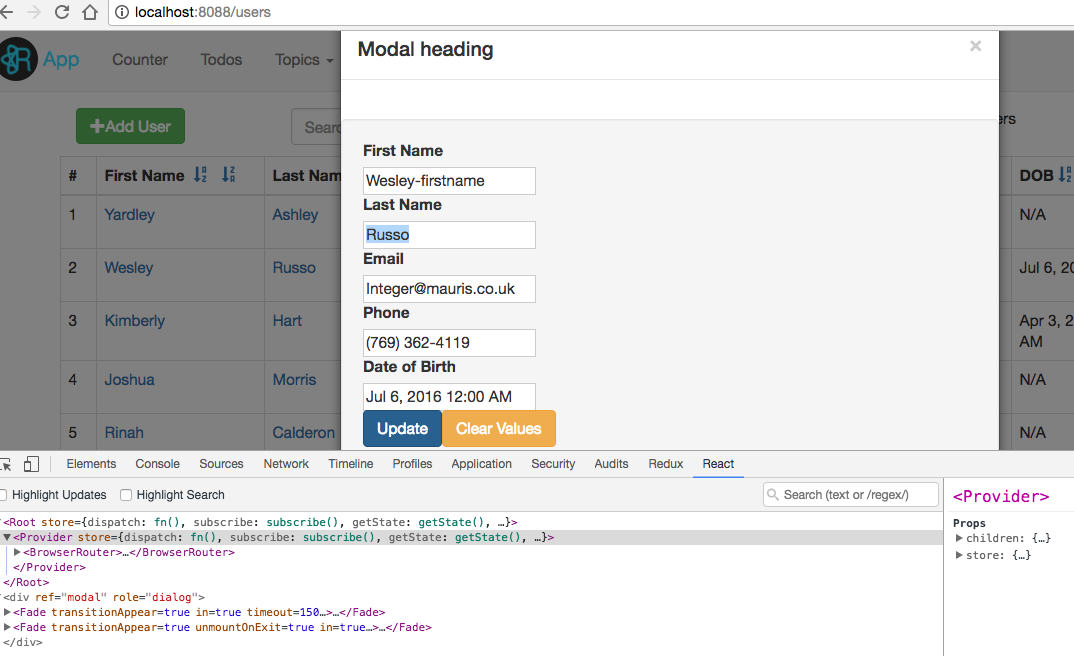 localhost:8088/users
App Counter Todos Topics
Modal heading ×
Add User
Sear
ers
# First Name Last Nam DOB
1 Yardley Ashley N/A
2 Wesley Russo Jul 6, 20
3 Kimberly Hart Apr 3, 2
AM
4 Joshua Morris N/A
5 Rinah Calderon N/A
First Name
Wesley-firstname
Last Name
Russo
Email
Integer@mauris.co.uk
Phone
(769) 362-4119
Date of Birth
Jul 6, 2016 12:00 AM
Update Clear Values
Elements Console Sources Network Timeline Profiles Application Security Audits Redux React
Highlight Updates Highlight Search Search (text or /regex/)
<Root store={dispatch: fn(), subscribe: subscribe(), getState: getState(), …}>
<Provider store={dispatch: fn(), subscribe: subscribe(), getState: getState(), …}>
<BrowserRouter>…</BrowserRouter>
</Provider>
</Root>
<div ref="modal" role="dialog">
<Fade transitionAppear=true in=true timeout=150…>…</Fade>
<Fade transitionAppear=true unmountOnExit=true in=true…>…</Fade>
</div>
<Provider>
Props
children: {…}
store: {…}